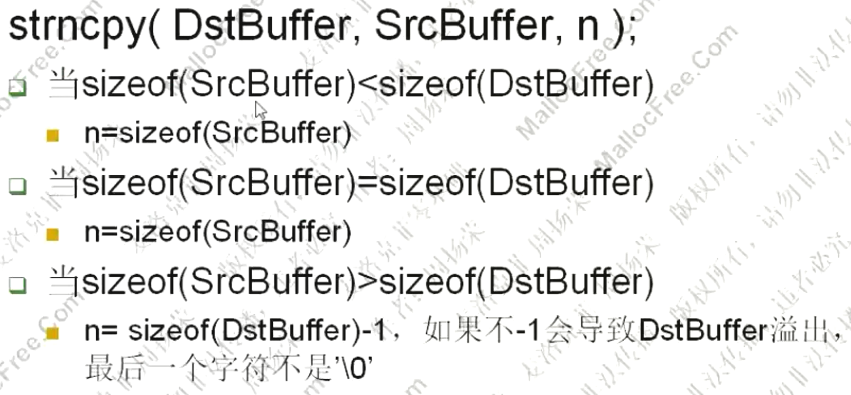 strncpy( DstBuffer, SrcBuffer, n );
当sizeof(SrcBuffer)<sizeof(DstBuffer)
n=sizeof(SrcBuffer)
当sizeof(SrcBuffer)=sizeof(DstBuffer)
n=sizeof(SrcBuffer)
当sizeof(SrcBuffer)>sizeof(DstBuffer)
n= sizeof(DstBuffer)-1，如果不-1会导致DstBuffer溢出，
最后一个字符不是'\0'
MallocFree.Com